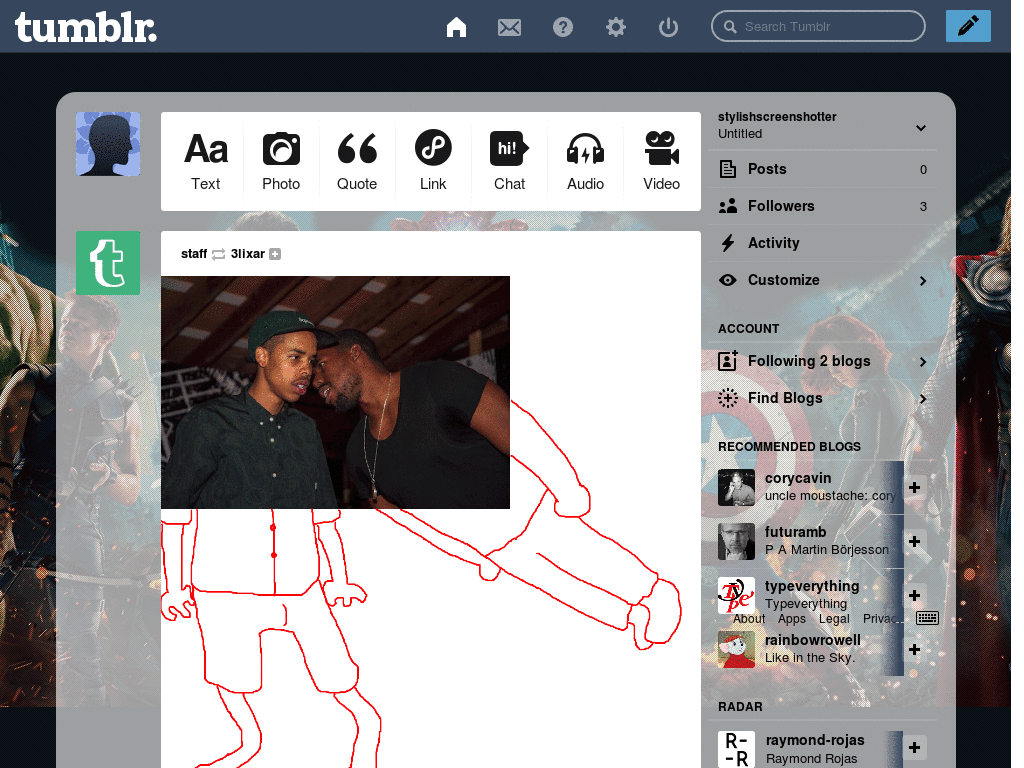 tumblr.
Search Tumblr
Aa
Text
Photo
Quote
Link
hi!
Chat
Audio
Video
staff 3lixar
stylishscreenshotter
Untitled
Posts 0
Followers 3
Activity
Customize
ACCOUNT
Following 2 blogs
Find Blogs
RECOMMENDED BLOGS
corycavin
uncle moustache: cory
futuramb
P A Martin Börjesson
Type
typeverything
Typeverything
About Apps Legal Privac
rainbowrowell
Like in the Sky.
RADAR
R-
-R
raymond-rojas
Raymond Rojas